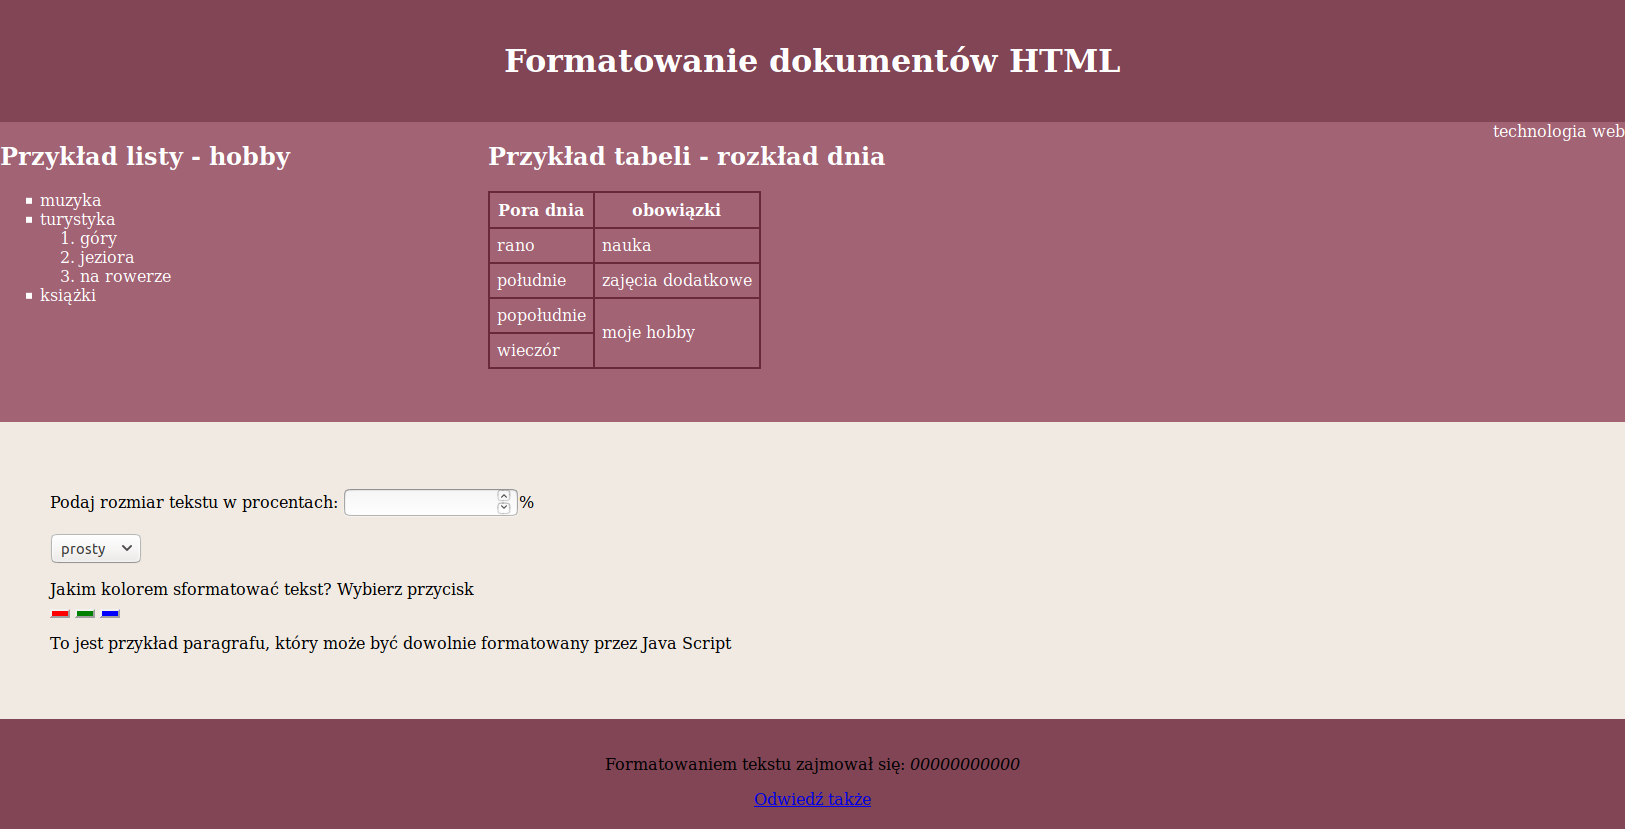 Formatowanie dokumentów HTML
technologia web
Przykład listy - hobby
muzyka
turystyka
1. góry
2. jeziora
3. na rowerze
książki
Przykład tabeli - rozkład dnia
Pora dnia obowiązki
rano nauka
południe zajęcia dodatkowe
popołudnie
moje hobby
wieczór
Podaj rozmiar tekstu w procentach: %
prosty
Jakim kolorem sformatować tekst? Wybierz przycisk
To jest przykład paragrafu, który może być dowolnie formatowany przez Java Script
Formatowaniem tekstu zajmował się: 00000000000
Odwiedź także